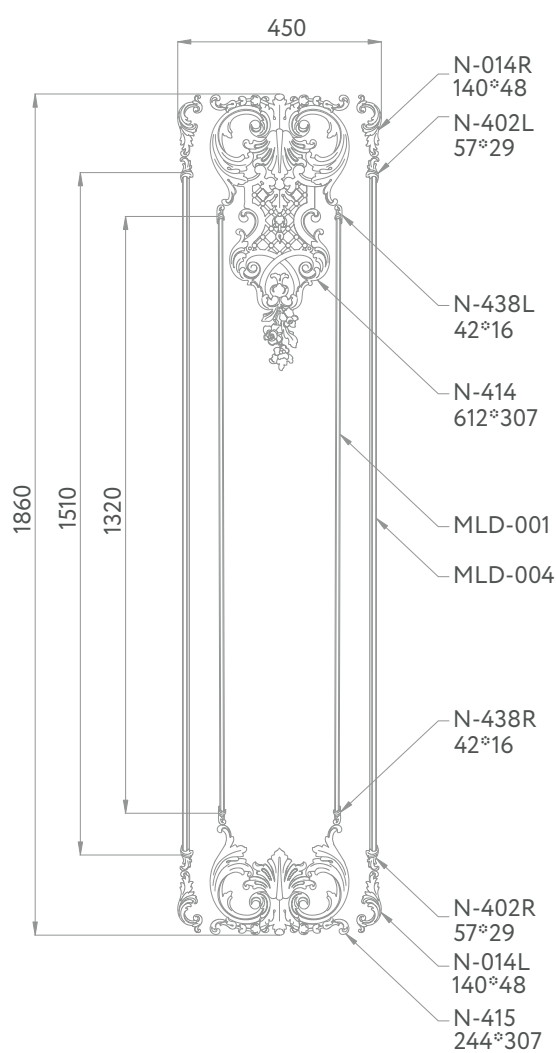 450
N-014R
140*48
N-402L
57*29
N-438L
42*16
N-414
612*307
1860
1510
1320
MLD-001
MLD-004
N-438R
42*16
N-402R
57*29
N-014L
140*48
N-415
244*307